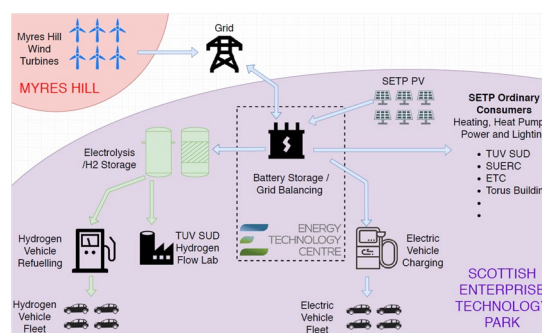 Myres Hill
Wind
Turbines
MYRES HILL
Grid
SETP PV
SETP Ordinary
Consumers
Heating, Heat Pump
Power and Lightin
• TUV SUD
• SUERC
• ETC
• Torus Buildin
•
•
Electrolysis
/H2 Storage
Battery Storage /
Grid Balancing
ENERGY
TECHNOLOGY
CENTRE
Hydrogen
Vehicle
Refuelling
TUV SUD
Hydrogen
Flow Lab
Electric
Vehicle
Charging
Hydrogen
Vehicle
Fleet
Electric
Vehicle
Fleet
SCOTTISH
ENTERPRISE
TECHNOLOGY
PARK